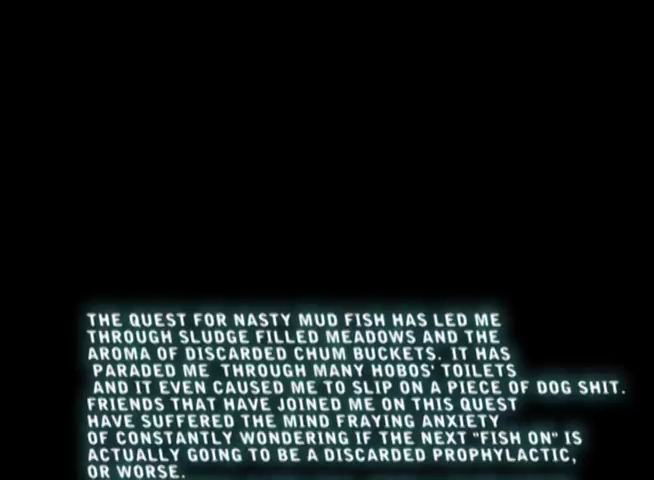 THE QUEST FOR NASTY MUD FISH HAS LED ME
THROUGH SLUDGE FILLED MEADOWS AND THE
AROMA OF DISCARDED CHUM BUCKETS. IT HAS
PARADED ME THROUGH MANY HOBOS' TOILETS
AND IT EVEN CAUSED ME TO SLIP ON A PIECE OF DOG SHIT.
FRIENDS THAT HAVE JOINED ME ON THIS QUEST
HAVE SUFFERED THE MIND FRAYING ANXIETY
OF CONSTANTLY WONDERING IF THE NEXT "FISH ON" IS
ACTUALLY GOING TO BE A DISCARDED PROPHYLACTIC,
OR WORSE.